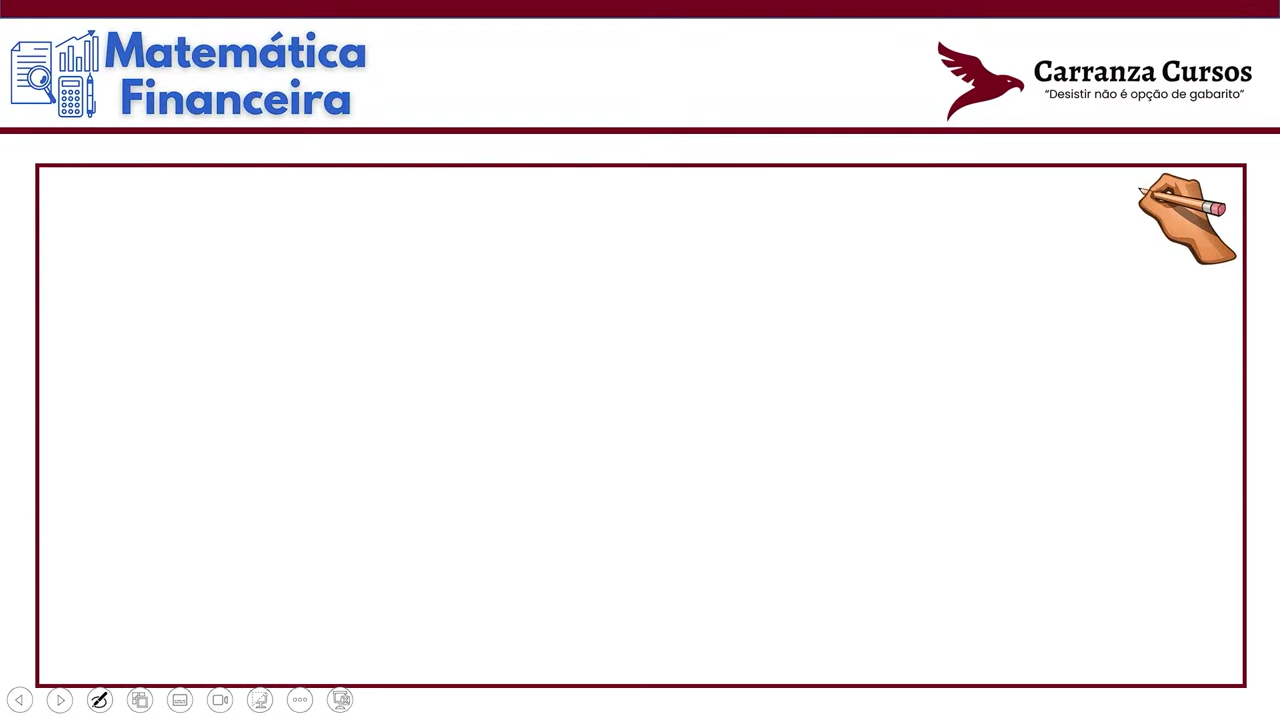 Matemática
Financeira
Carranza Cursos
“Desistir não é opção de gabarito”